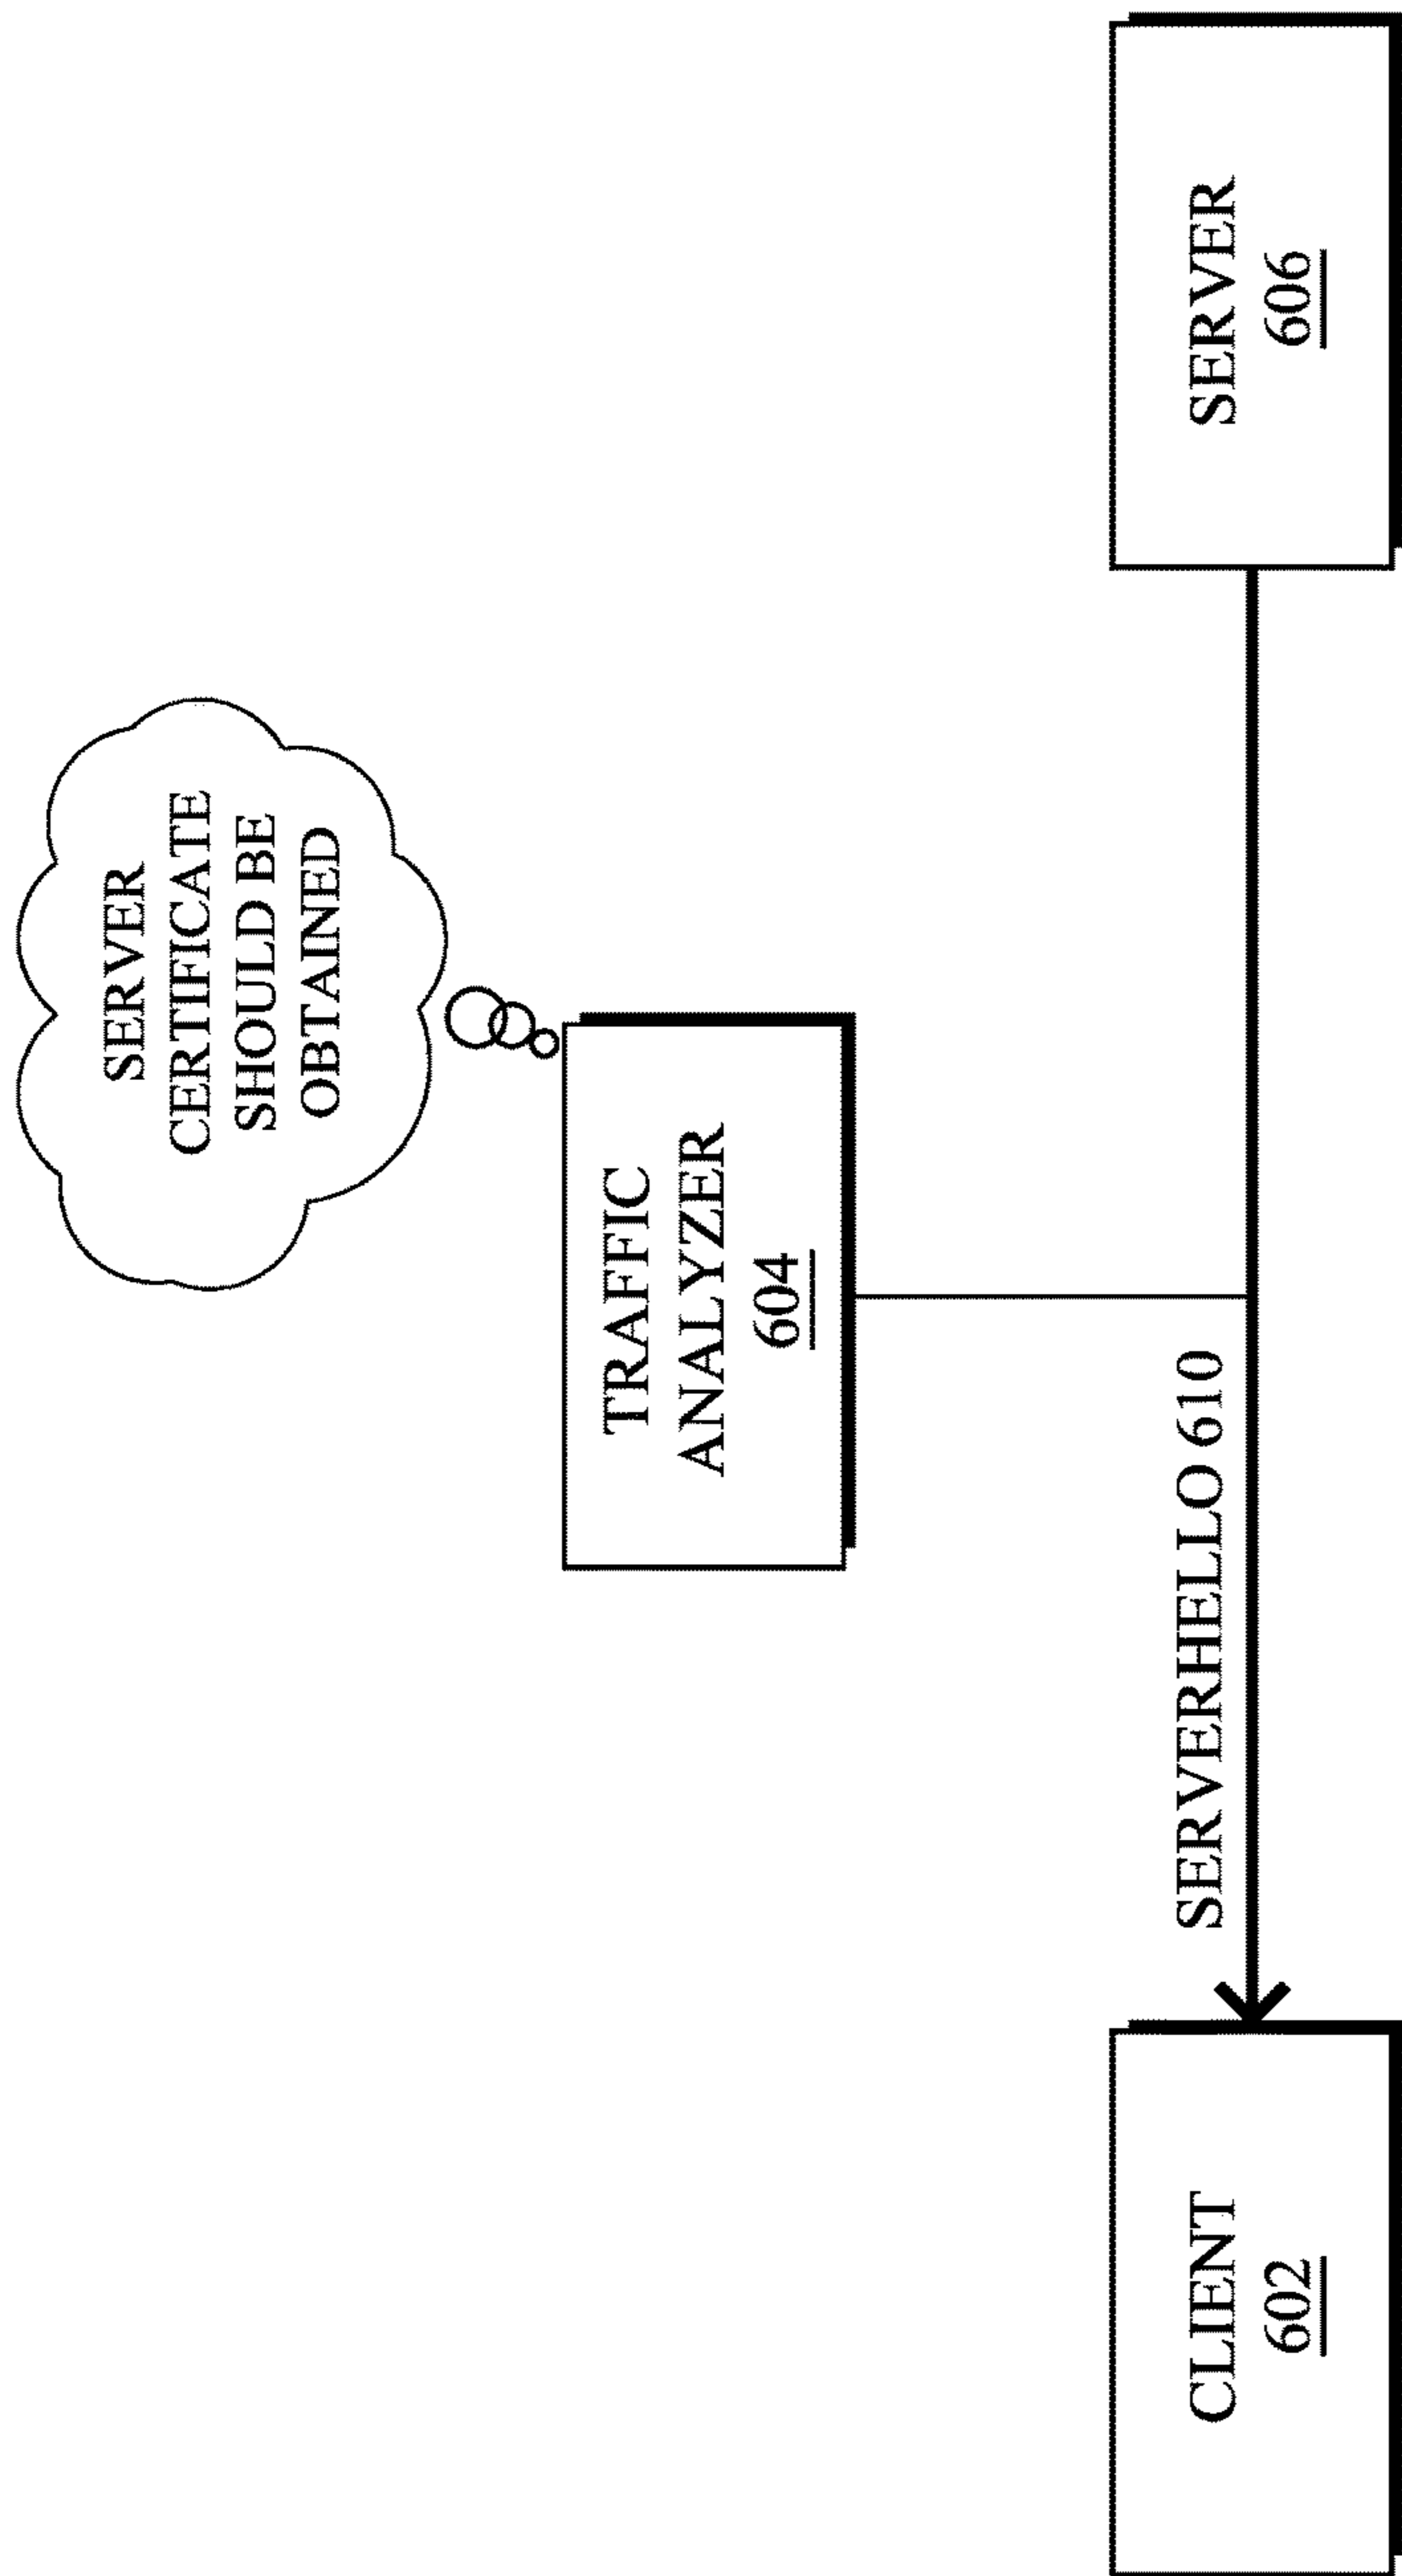 SERVER
CERTIFICATE
SHOULD BE
OBTAINED
TRAFFIC
ANALYZER
604
SERVERHELLO 610
CLIENT
602
SERVER
606